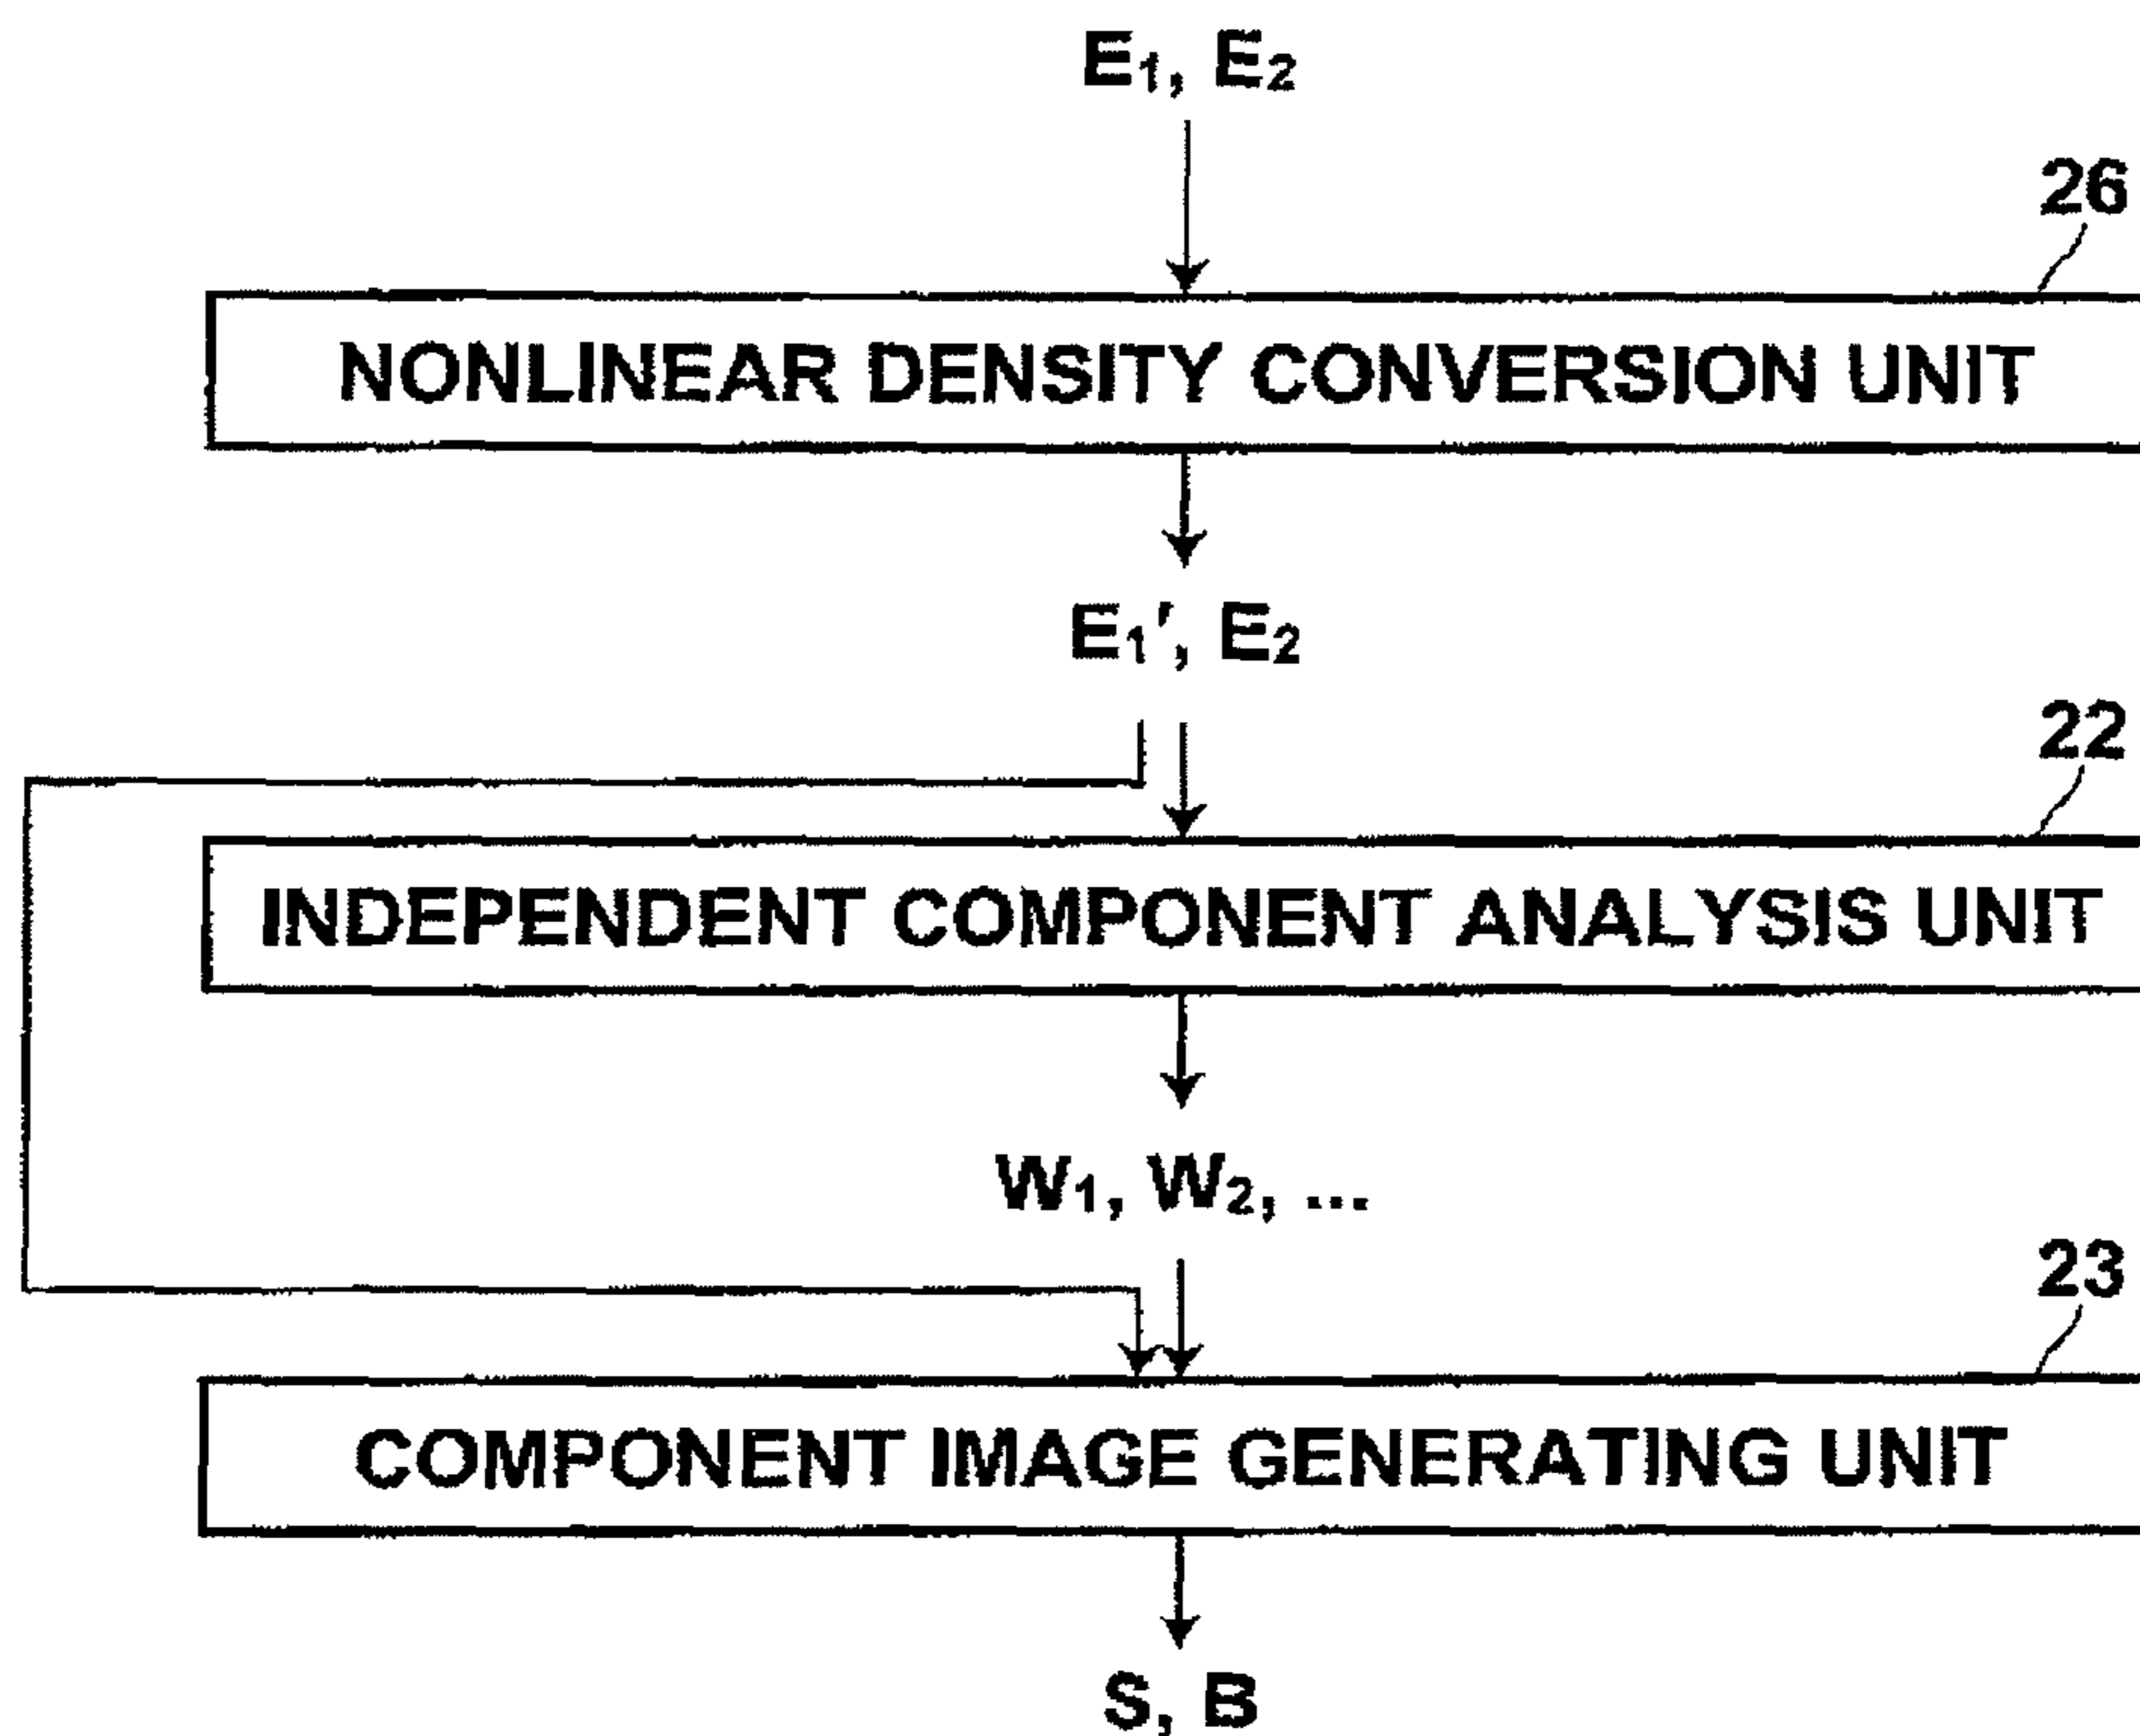 E₁, E₂
26
NONLINEAR DENSITY CONVERSION UNIT
E₁′, E₂
22
INDEPENDENT COMPONENT ANALYSIS UNIT
W₁, W₂, ...
23
COMPONENT IMAGE GENERATING UNIT
S, B